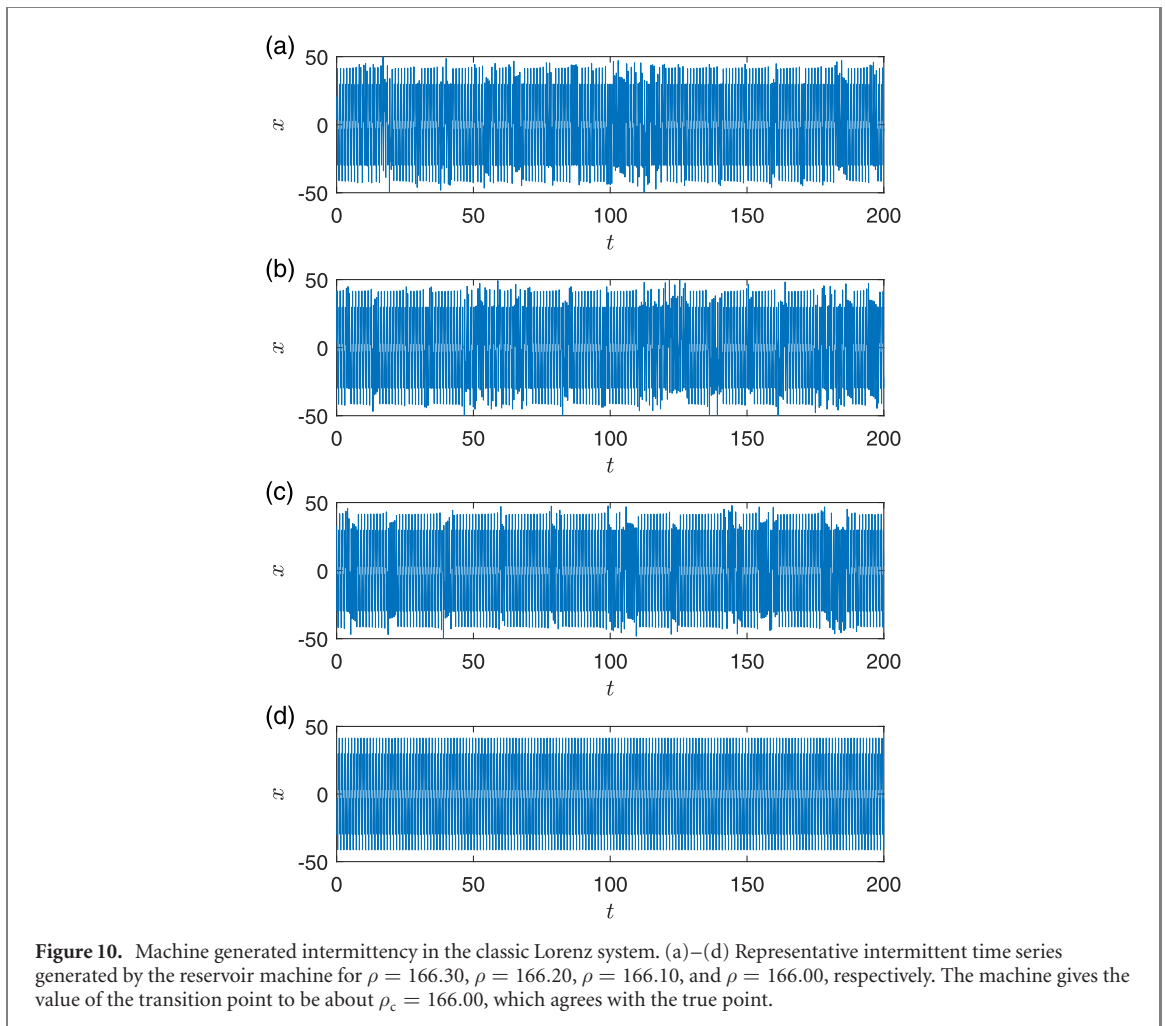 (a)
50
0
-50
x
0 50 100 150 200
t
(b)
50
0
-50
x
0 50 100 150 200
t
(c)
50
0
-50
x
0 50 100 150 200
t
(d)
50
0
-50
x
0 50 100 150 200
t
Figure 10. Machine generated intermittency in the classic Lorenz system. (a)–(d) Representative intermittent time series
generated by the reservoir machine for ρ = 166.30, ρ = 166.20, ρ = 166.10, and ρ = 166.00, respectively. The machine gives the
value of the transition point to be about ρc = 166.00, which agrees with the true point.